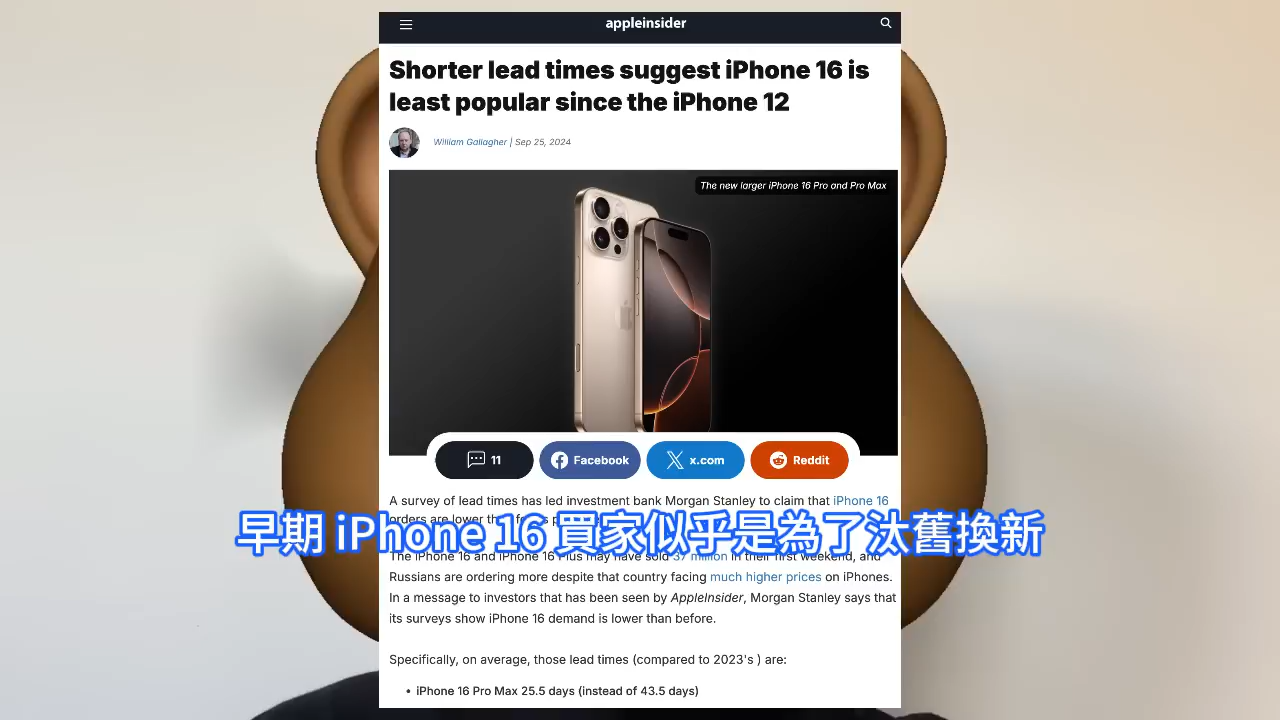 appleinsider
Shorter lead times suggest iPhone 16 is
least popular since the iPhone 12
William Gallagher | Sep 25, 2024
The new larger iPhone 16 Pro and Pro Max
11
Facebook
x.com
Reddit
A survey of lead times has led investment bank Morgan Stanley to claim that iPhone 16
orders are lower
早期 iPhone 16 買家似乎是為了汰舊換新
The iPhone 16 and iPhone 16 Plus may have sold 37 million in their first weekend, and
Russians are ordering more despite that country facing much higher prices on iPhones.
In a message to investors that has been seen by AppleInsider, Morgan Stanley says that
its surveys show iPhone 16 demand is lower than before.
Specifically, on average, those lead times (compared to 2023's ) are:
• iPhone 16 Pro Max 25.5 days (instead of 43.5 days)